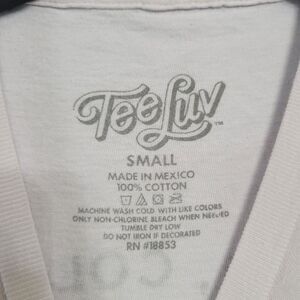 TeeLuv™
SMALL
MADE IN MEXICO
100% COTTON
MACHINE WASH COLD WITH LIKE COLORS
ONLY NON-CHLORINE BLEACH WHEN NEEDED
TUMBLE DRY LOW
DO NOT IRON IF DECORATED
RN #18853